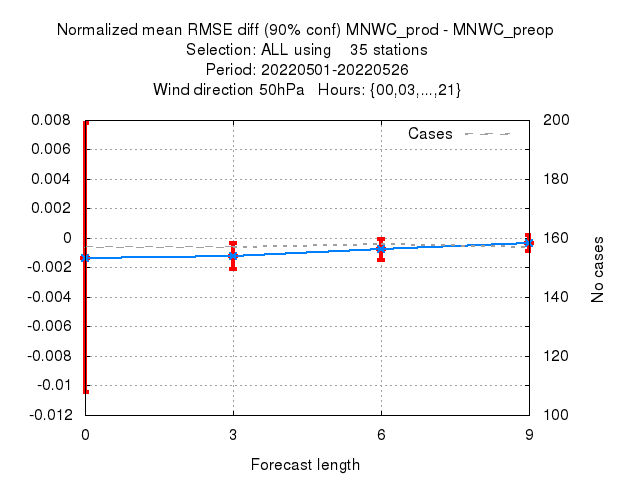 Normalized mean RMSE diff (90% conf) MNWC_prod - MNWC_preop
Selection: ALL using    35 stations
Period: 20220501-20220526
Wind direction 50hPa   Hours: {00,03,...,21}
Cases
0.008
0.006
0.004
0.002
0
-0.002
-0.004
-0.006
-0.008
-0.01
-0.012
200
180
160
140
120
100
No cases
0 3 6 9
Forecast length